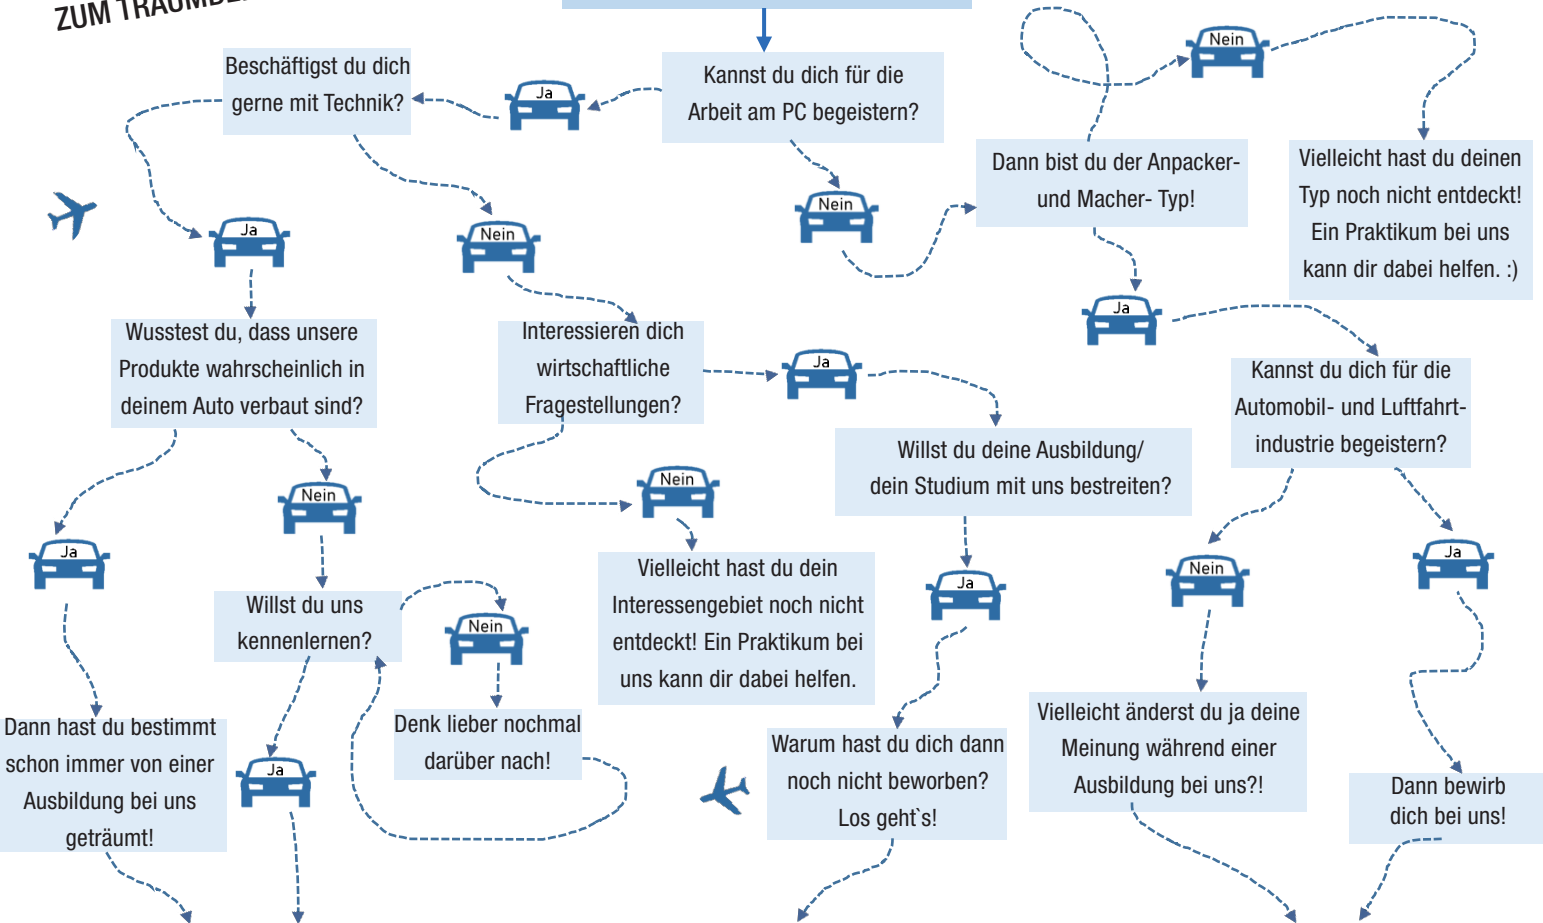 ZUM
Kannst du dich für die
Arbeit am PC begeistern?
Ja
Beschäftigst du dich
gerne mit Technik?
Nein
Dann bist du der Anpacker-
und Macher- Typ!
Nein
Vielleicht hast du deinen
Typ noch nicht entdeckt!
Ein Praktikum bei uns
kann dir dabei helfen. :)
Ja
Nein
Ja
Wusstest du, dass unsere
Produkte wahrscheinlich in
deinem Auto verbaut sind?
Interessieren dich
wirtschaftliche
Fragestellungen?
Ja
Kannst du dich für die
Automobil- und Luftfahrt-
industrie begeistern?
Willst du deine Ausbildung/
dein Studium mit uns bestreiten?
Nein
Nein
Ja
Nein
Ja
Ja
Willst du uns
kennenlernen?
Nein
Vielleicht hast du dein
Interessengebiet noch nicht
entdeckt! Ein Praktikum bei
uns kann dir dabei helfen.
Denk lieber nochmal
darüber nach!
Dann hast du bestimmt
schon immer von einer
Ausbildung bei uns
geträumt!
Ja
Warum hast du dich dann
noch nicht beworben?
Los geht`s!
Vielleicht änderst du ja deine
Meinung während einer
Ausbildung bei uns?!
Dann bewirb
dich bei uns!